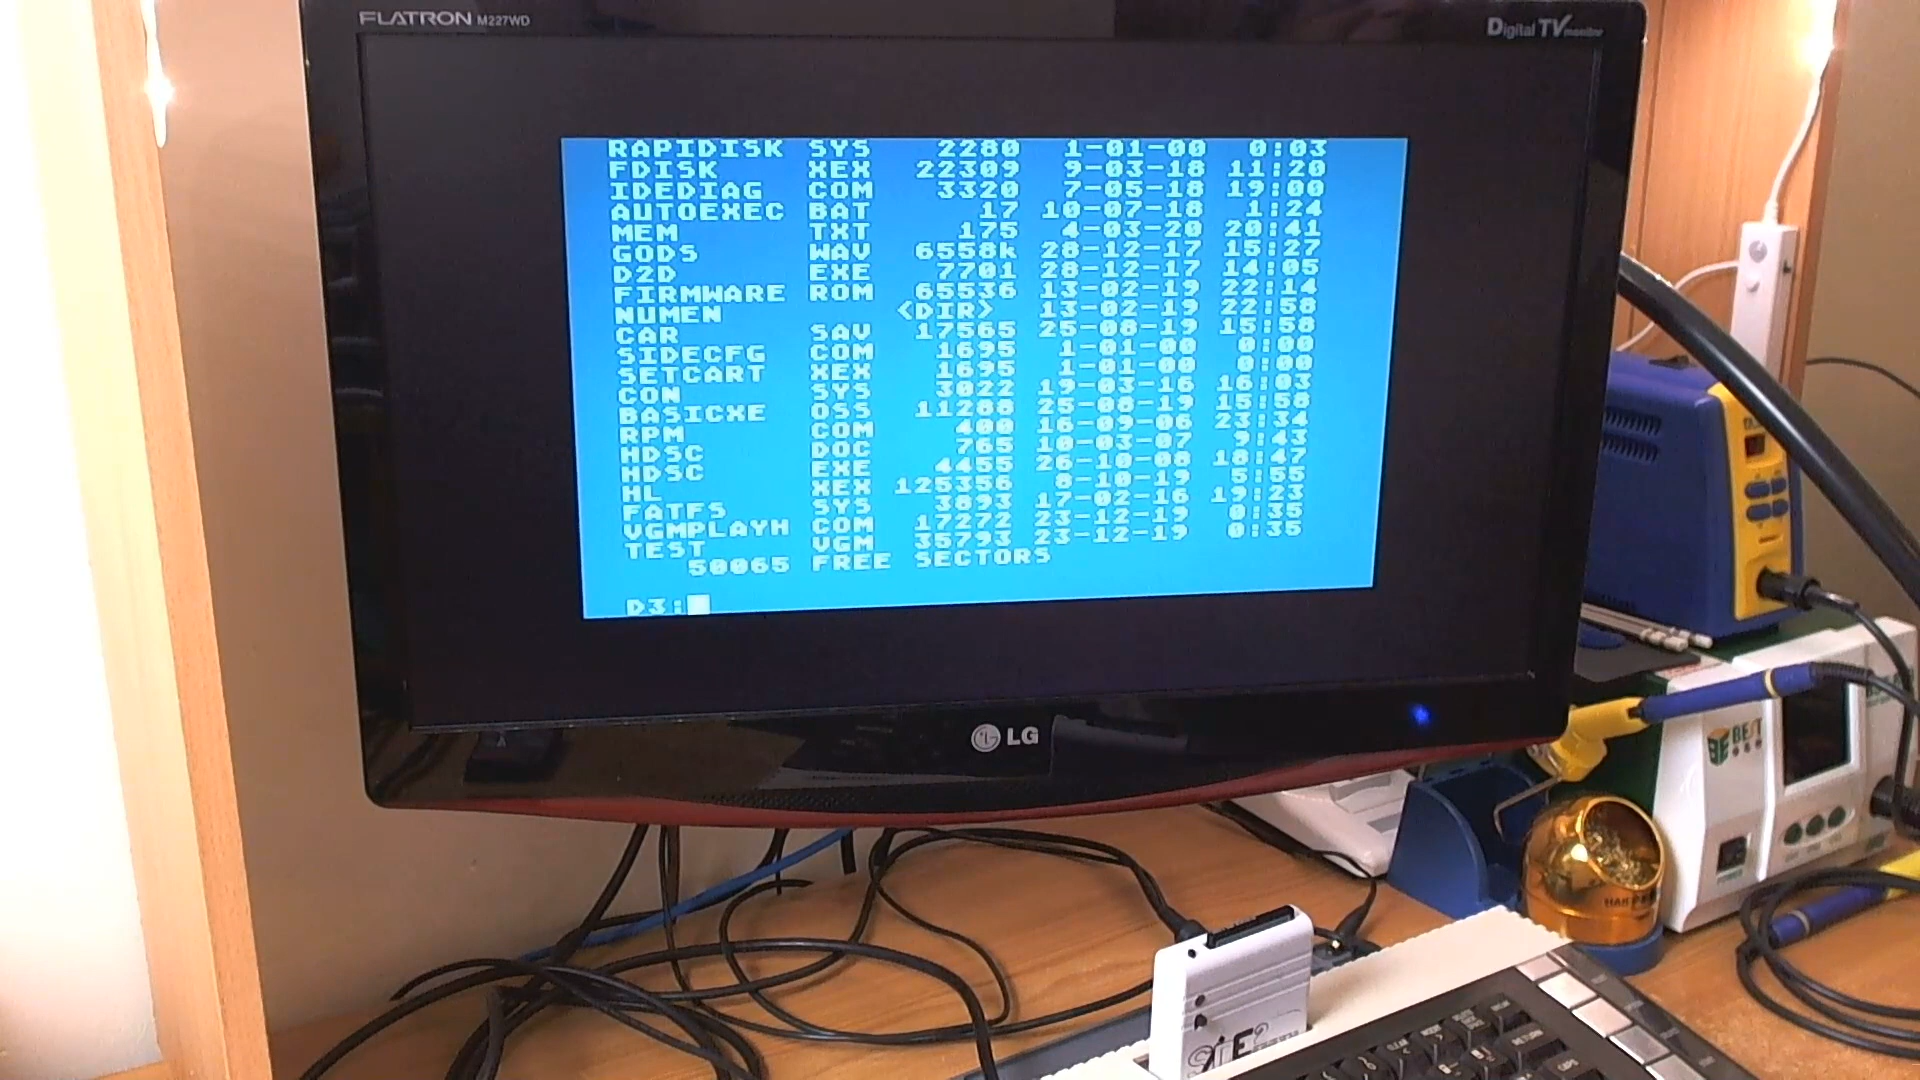 FLATRON M227WD
Digital TV monitor
RAPIDISK SYS 2280 1-01-00 0:03
FDISK XEX 22309 9-03-18 11:20
IDEDIAG COM 3320 7-05-18 19:00
AUTOEXEC BAT 17 10-07-18 1:24
MEM TXT 175 4-03-20 20:41
GODS WAV 6558k 28-12-17 15:27
D2D EXE 7701 28-12-17 14:05
FIRMWARE ROM 65536 13-02-19 22:14
NUMEN <DIR> 13-02-19 22:58
CAR SAV 17565 25-08-19 15:58
SIDECFG COM 1695 1-01-00 0:00
SETCART XEX 1695 1-01-00 0:00
CON SYS 3022 19-03-16 16:03
BASICXE OSS 11288 25-08-19 15:58
RPM COM 400 16-09-06 23:34
HDSC DOC 765 10-03-07 9:43
HDSC EXE 4455 26-10-08 18:47
HL XEX 125356 8-10-19 5:55
FATFS SYS 3893 17-02-16 19:23
VGMPLAYH COM 17272 23-12-19 0:35
TEST VGM 35793 23-12-19 0:35
50065 FREE SECTORS
D3:
LG
BEST
POWER
RETURN
CAPS